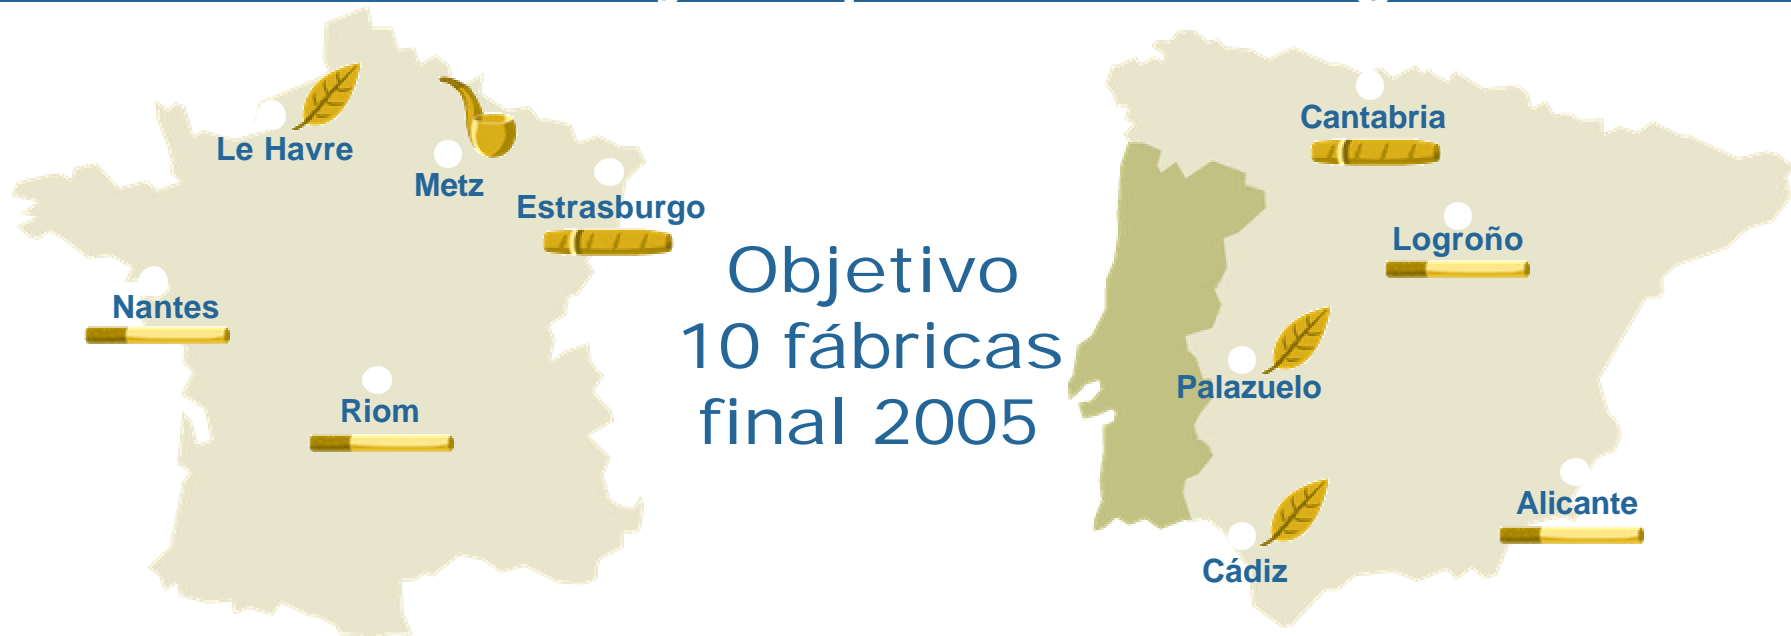 Le Havre
Metz
Estrasburgo
Nantes
Riom
Objetivo
10 fábricas
final 2005
Cantabria
Logroño
Palazuelo
Alicante
Cádiz